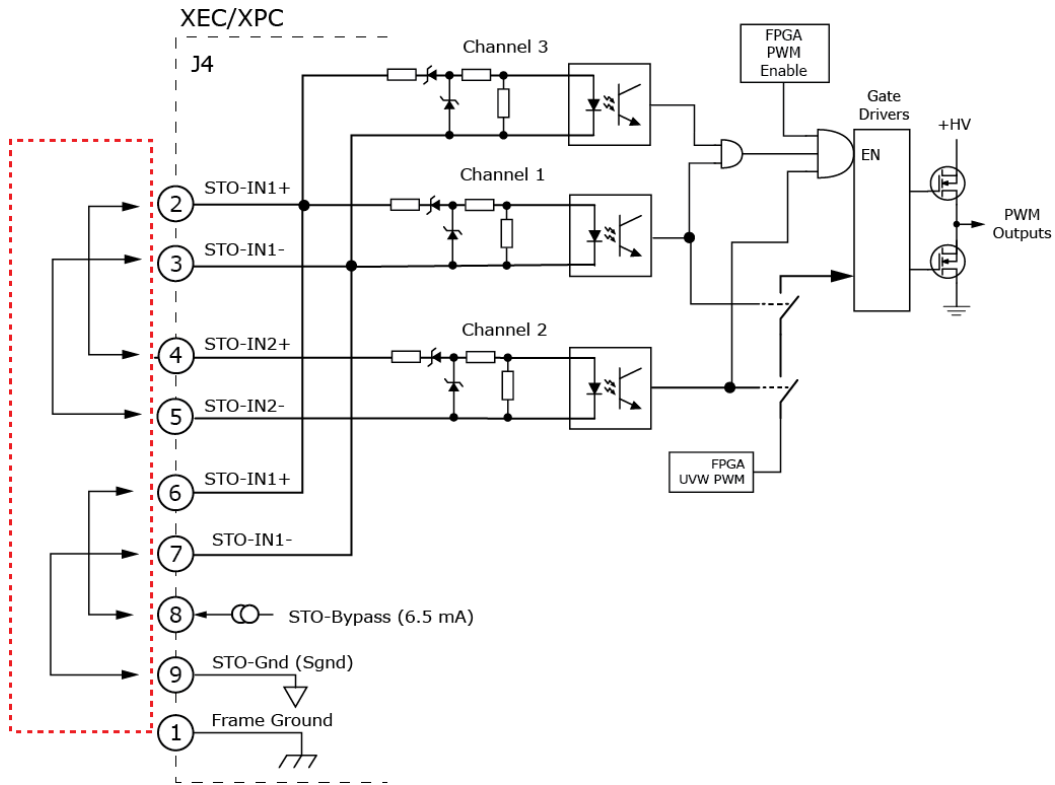 XEC/XPC
J4
Channel 3
FPGA
PWM
Enable
Gate
Drivers
+HV
EN
PWM
Outputs
Channel 1
2
STO-IN1+
3
STO-IN1-
Channel 2
4
STO-IN2+
5
STO-IN2-
FPGA
UVW PWM
6
STO-IN1+
7
STO-IN1-
8
STO-Bypass (6.5 mA)
9
STO-Gnd (Sgnd)
1
Frame Ground